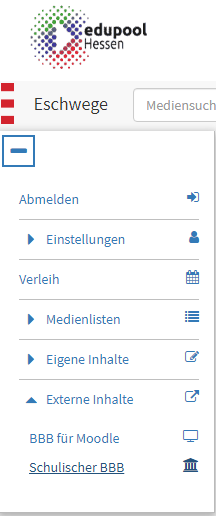 edupool
Hessen
Eschwege
Mediensuch
Abmelden
Einstellungen
Verleih
Medienlisten
Eigene Inhalte
Externe Inhalte
BBB für Moodle
Schulischer BBB